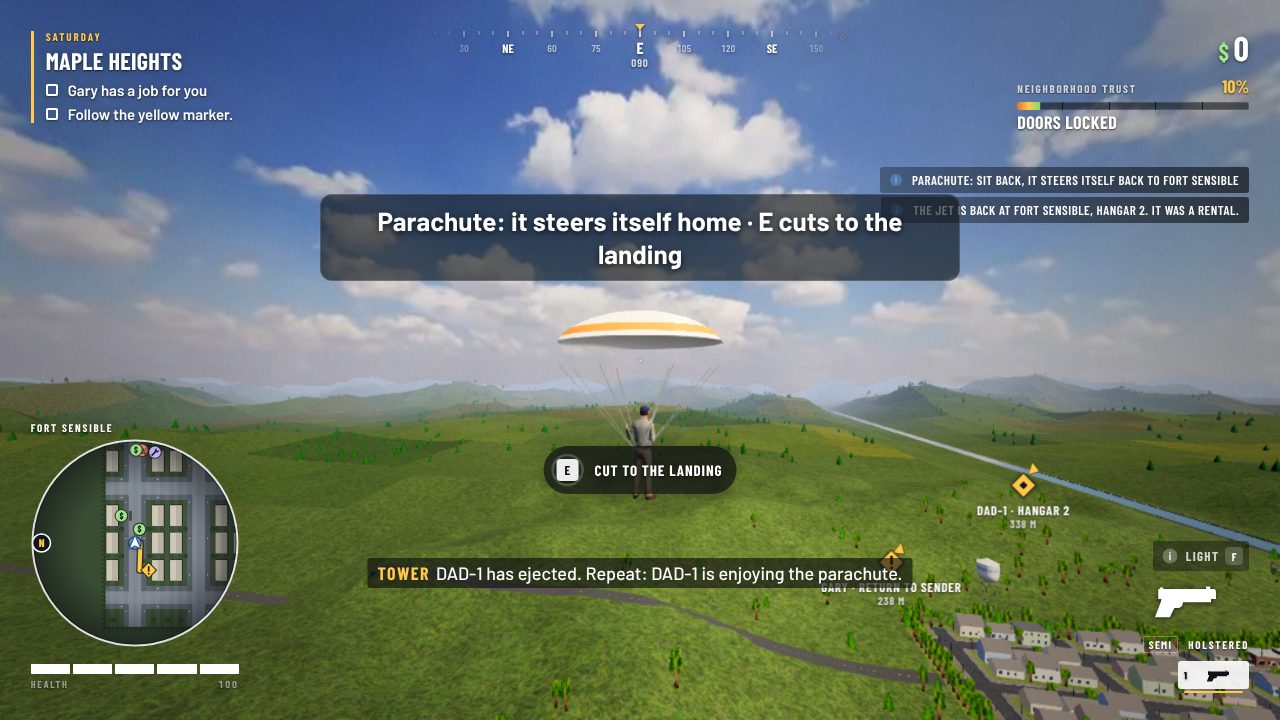 SATURDAY
MAPLE HEIGHTS
Gary has a job for you
Follow the yellow marker.
30 NE 60 75 E 105 120 SE 150
090
$ 0
NEIGHBORHOOD TRUST 10%
DOORS LOCKED
i PARACHUTE: SIT BACK, IT STEERS ITSELF BACK TO FORT SENSIBLE
THE JET IS BACK AT FORT SENSIBLE, HANGAR 2. IT WAS A RENTAL.
Parachute: it steers itself home · E cuts to the
landing
E CUT TO THE LANDING
DAD-1 · HANGAR 2
338 M
TOWER DAD-1 has ejected. Repeat: DAD-1 is enjoying the parachute.
GARY · RETURN TO SENDER
238 M
FORT SENSIBLE
N
$
$
$
!
HEALTH 100
i LIGHT F
SEMI HOLSTERED
1